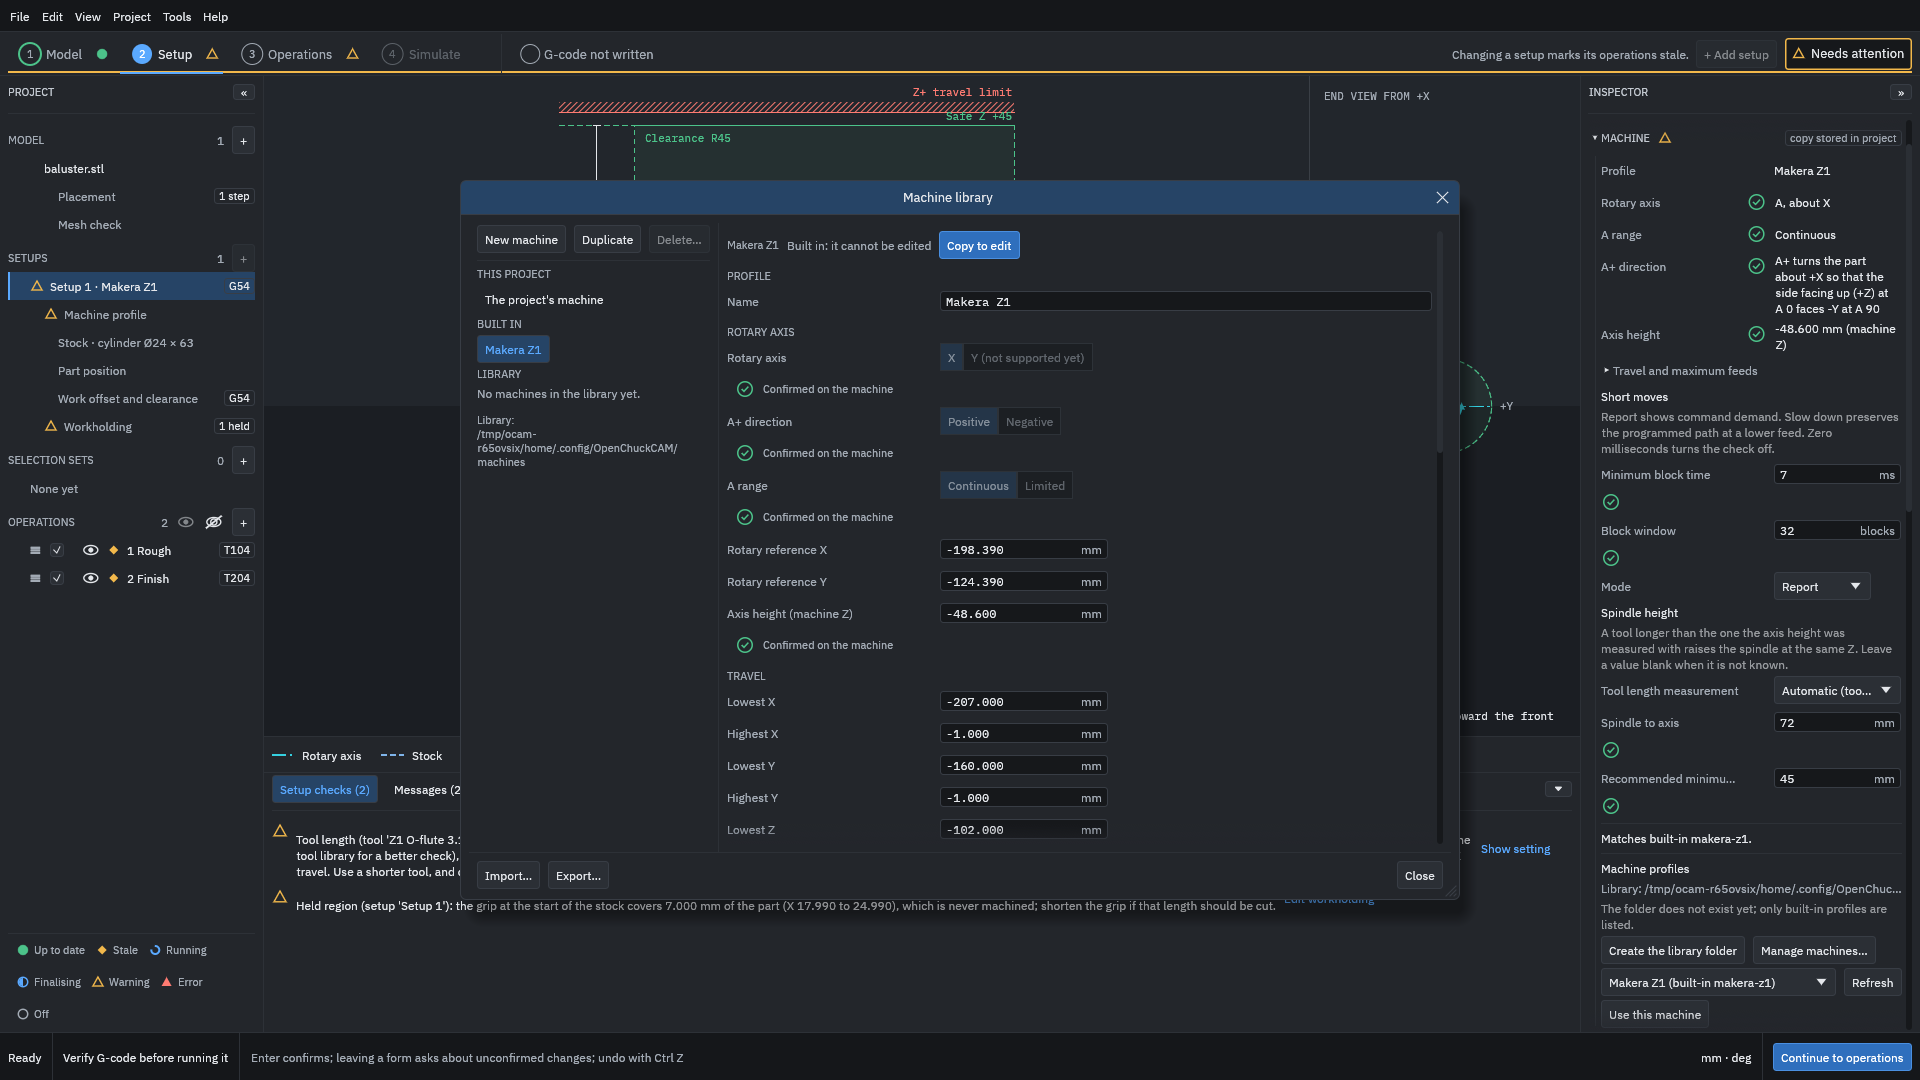 File Edit View Project Tools Help
1 Model 2 Setup 3 Operations 4 Simulate G-code not written Changing a setup marks its operations stale. + Add setup Needs attention
PROJECT «
MODEL 1 +
baluster.stl
Placement 1 step
Mesh check
SETUPS 1 +
Setup 1 · Makera Z1 G54
Machine profile
Stock · cylinder Ø24 × 63
Part position
Work offset and clearance G54
Workholding 1 held
SELECTION SETS 0 +
None yet
OPERATIONS 2 +
1 Rough T104
2 Finish T204
Up to date Stale Running
Finalising Warning Error
Off
Z+ travel limit
Safe Z +45
Clearance R45
END VIEW FROM +X
+Y
ward the front
Rotary axis Stock
Setup checks (2) Messages (2
Tool length (tool 'Z1 O-flute 3.
tool library for a better check),
travel. Use a shorter tool, and
ne
Show setting
Held region (setup 'Setup 1'): the grip at the start of the stock covers 7.000 mm of the part (X 17.990 to 24.990), which is never machined; shorten the grip if that length should be cut. Edit workholding
Machine library
New machine Duplicate Delete...
THIS PROJECT
The project's machine
BUILT IN
Makera Z1
LIBRARY
No machines in the library yet.
Library:
/tmp/ocam-
r65ovsix/home/.config/OpenChuckCAM/
machines
Makera Z1 Built in: it cannot be edited Copy to edit
PROFILE
Name Makera Z1
ROTARY AXIS
Rotary axis X Y (not supported yet)
Confirmed on the machine
A+ direction Positive Negative
Confirmed on the machine
A range Continuous Limited
Confirmed on the machine
Rotary reference X -198.390 mm
Rotary reference Y -124.390 mm
Axis height (machine Z) -48.600 mm
Confirmed on the machine
TRAVEL
Lowest X -207.000 mm
Highest X -1.000 mm
Lowest Y -160.000 mm
Highest Y -1.000 mm
Lowest Z -102.000 mm
Import... Export... Close
INSPECTOR »
MACHINE copy stored in project
Profile Makera Z1
Rotary axis A, about X
A range Continuous
A+ direction A+ turns the part
about +X so that the
side facing up (+Z) at
A 0 faces -Y at A 90
Axis height -48.600 mm (machine
Z)
Travel and maximum feeds
Short moves
Report shows command demand. Slow down preserves
the programmed path at a lower feed. Zero
milliseconds turns the check off.
Minimum block time 7 ms
Block window 32 blocks
Mode Report
Spindle height
A tool longer than the one the axis height was
measured with raises the spindle at the same Z. Leave
a value blank when it is not known.
Tool length measurement Automatic (too...
Spindle to axis 72 mm
Recommended minimu... 45 mm
Matches built-in makera-z1.
Machine profiles
Library: /tmp/ocam-r65ovsix/home/.config/OpenChuc...
The folder does not exist yet; only built-in profiles are
listed.
Create the library folder Manage machines...
Makera Z1 (built-in makera-z1) Refresh
Use this machine
Ready Verify G-code before running it Enter confirms; leaving a form asks about unconfirmed changes; undo with Ctrl Z mm · deg Continue to operations